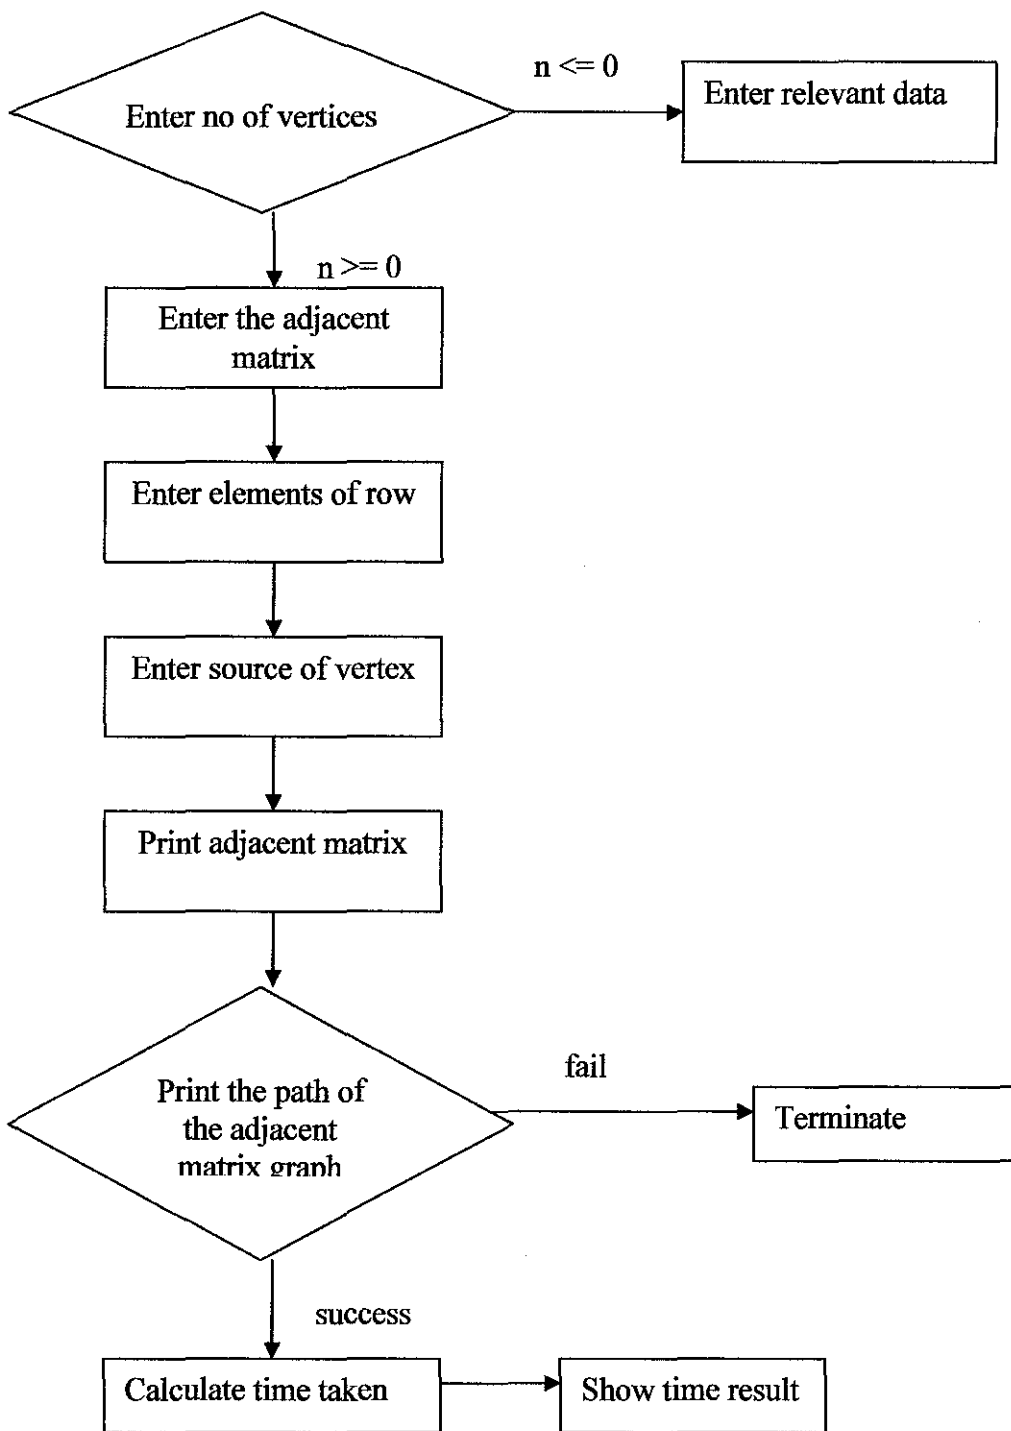 n <= 0
Enter relevant data
Enter no of vertices
n >= 0
Enter the adjacent
matrix
Enter elements of row
Enter source of vertex
Print adjacent matrix
Print the path of
the adjacent
matrix graph
fail
Terminate
success
Calculate time taken
Show time result